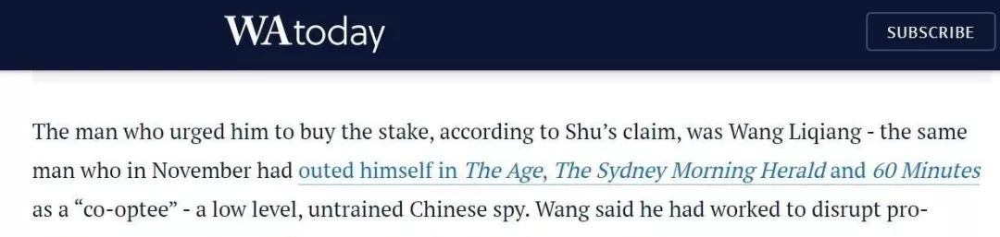 WAtoday
SUBSCRIBE
The man who urged him to buy the stake, according to Shu’s claim, was Wang Liqiang - the same
man who in November had outed himself in The Age, The Sydney Morning Herald and 60 Minutes
as a “co-optee” - a low level, untrained Chinese spy. Wang said he had worked to disrupt pro-